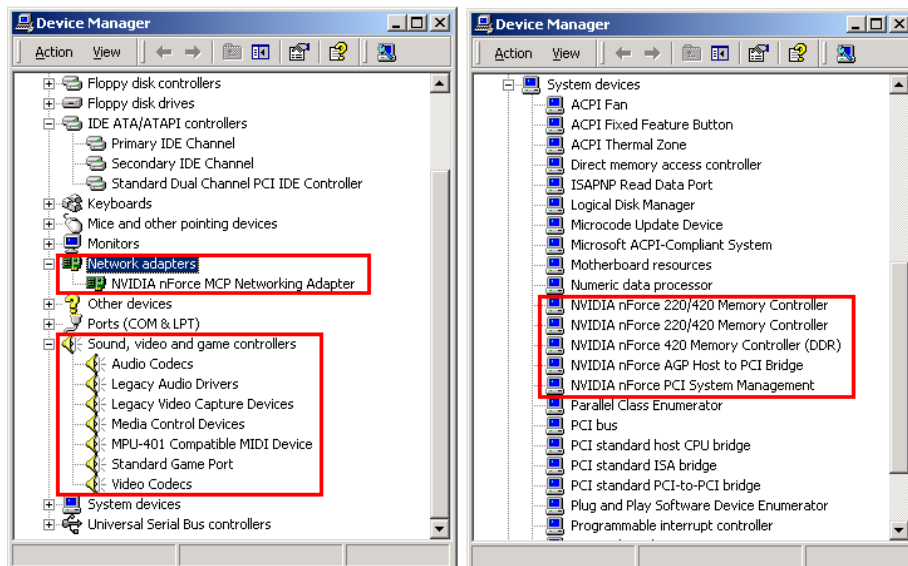 Device Manager
Action View
Floppy disk controllers
Floppy disk drives
IDE ATA/ATAPI controllers
Primary IDE Channel
Secondary IDE Channel
Standard Dual Channel PCI IDE Controller
Keyboards
Mice and other pointing devices
Monitors
Network adapters
NVIDIA nForce MCP Networking Adapter
Other devices
Ports (COM & LPT)
Sound, video and game controllers
Audio Codecs
Legacy Audio Drivers
Legacy Video Capture Devices
Media Control Devices
MPU-401 Compatible MIDI Device
Standard Game Port
Video Codecs
System devices
Universal Serial Bus controllers
Device Manager
Action View
System devices
ACPI Fan
ACPI Fixed Feature Button
ACPI Thermal Zone
Direct memory access controller
ISAPNP Read Data Port
Logical Disk Manager
Microcode Update Device
Microsoft ACPI-Compliant System
Motherboard resources
Numeric data processor
NVIDIA nForce 220/420 Memory Controller
NVIDIA nForce 220/420 Memory Controller
NVIDIA nForce 420 Memory Controller (DDR)
NVIDIA nForce AGP Host to PCI Bridge
NVIDIA nForce PCI System Management
Parallel Class Enumerator
PCI bus
PCI standard host CPU bridge
PCI standard ISA bridge
PCI standard PCI-to-PCI bridge
Plug and Play Software Device Enumerator
Programmable interrupt controller